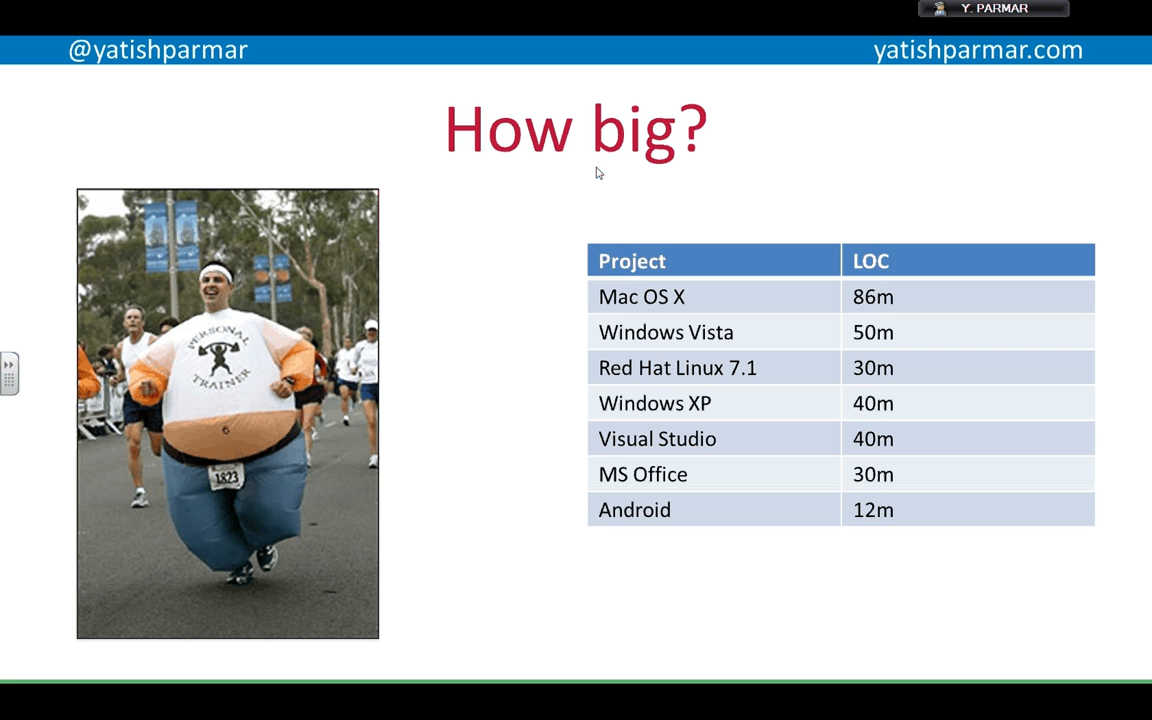 Y. PARMAR
@yatishparmar yatishparmar.com
How big?
PERSONAL
TRAINER
1823
Project LOC
Mac OS X 86m
Windows Vista 50m
Red Hat Linux 7.1 30m
Windows XP 40m
Visual Studio 40m
MS Office 30m
Android 12m